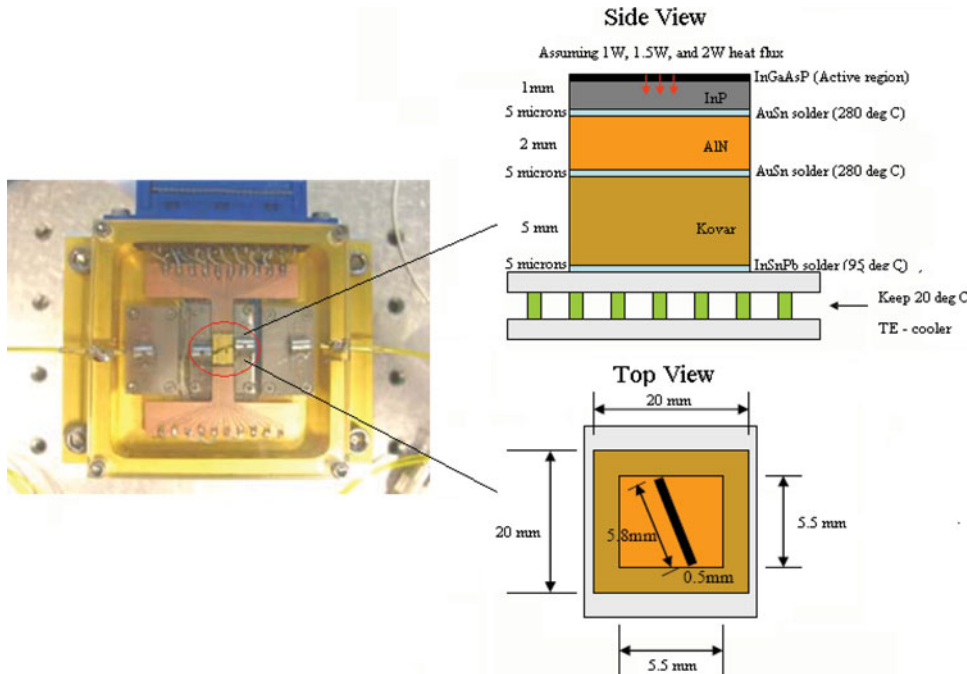 Side View
Assuming 1W, 1.5W, and 2W heat flux
InGaAsP (Active region)
1mm
InP
5 microns
AuSn solder (280 deg C)
2 mm
AlN
5 microns
AuSn solder (280 deg C)
5 mm
Kovar
5 microns
InSnPb solder (95 deg C)
Keep 20 deg C
TE - cooler
Top View
20 mm
20 mm
5.8mm
0.5mm
5.5 mm
5.5 mm